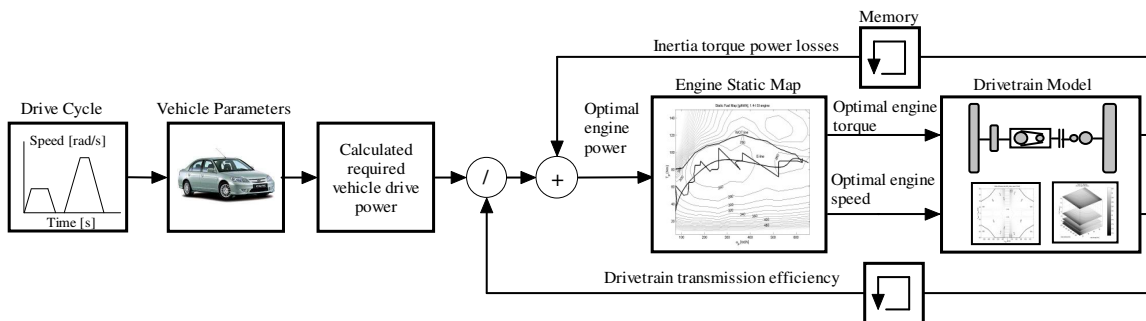 Memory
Inertia torque power losses
Drive Cycle
Vehicle Parameters
Engine Static Map
Drivetrain Model
Speed [rad/s]
Time [s]
Calculated
required
vehicle drive
power
/
+
Optimal
engine
power
Optimal engine
torque
Optimal engine
speed
Drivetrain transmission efficiency